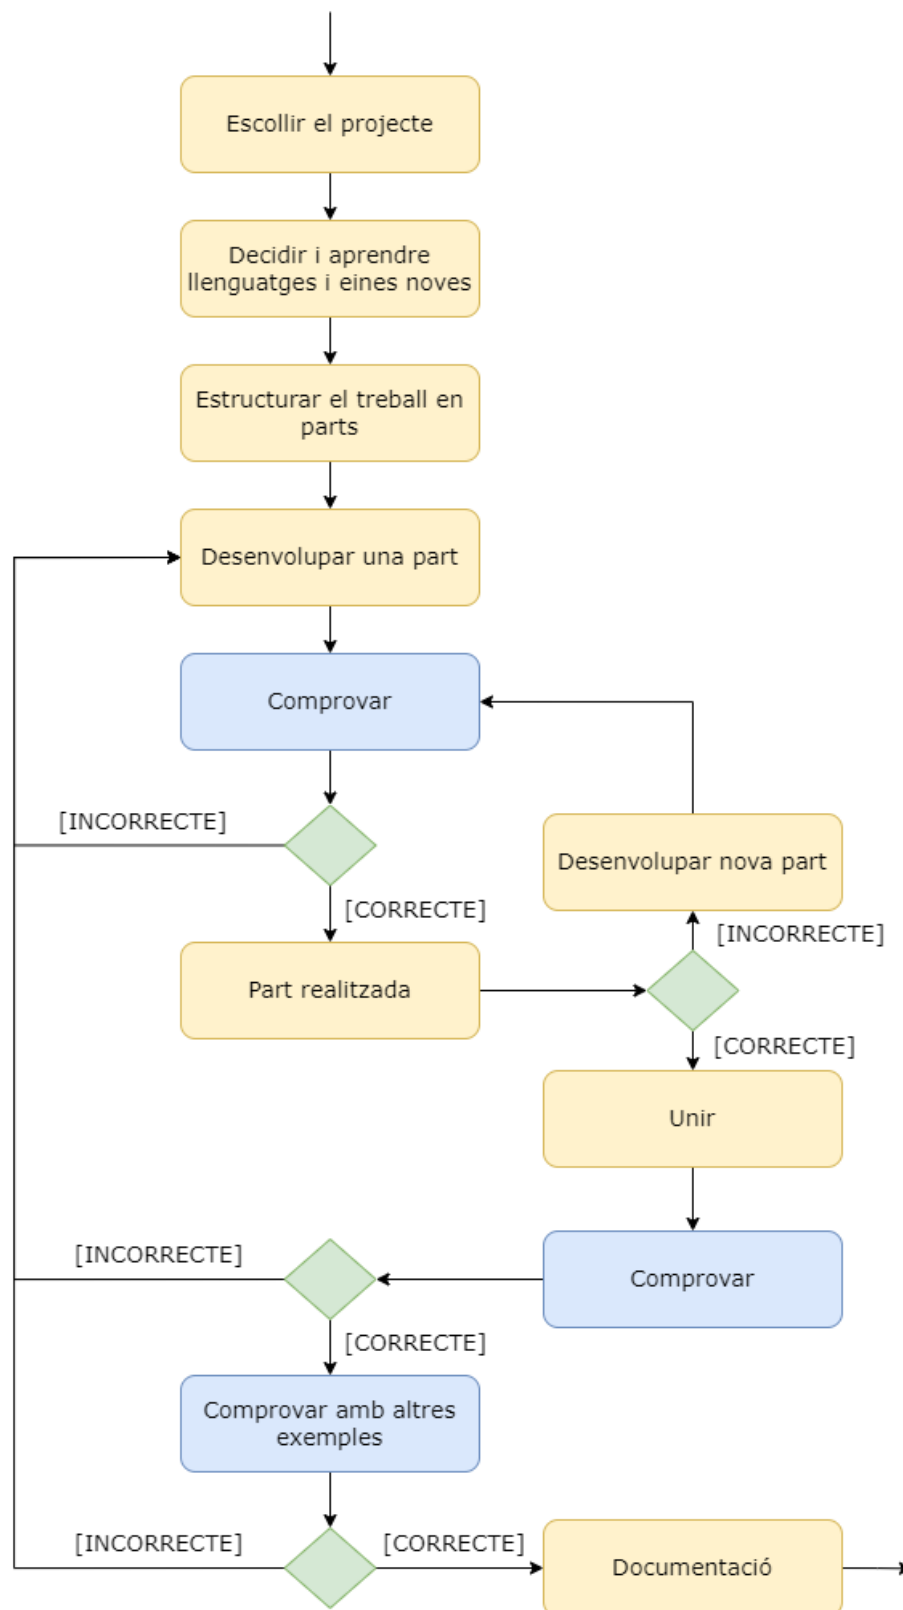 Escollir el projecte
Decidir i aprendre
llenguatges i eines noves
Estructurar el treball en
parts
Desenvolupar una part
Comprovar
[INCORRECTE]
[CORRECTE]
Part realitzada
Desenvolupar nova part
[INCORRECTE]
[CORRECTE]
Unir
Comprovar
[INCORRECTE]
[CORRECTE]
Comprovar amb altres
exemples
[INCORRECTE]
[CORRECTE]
Documentació